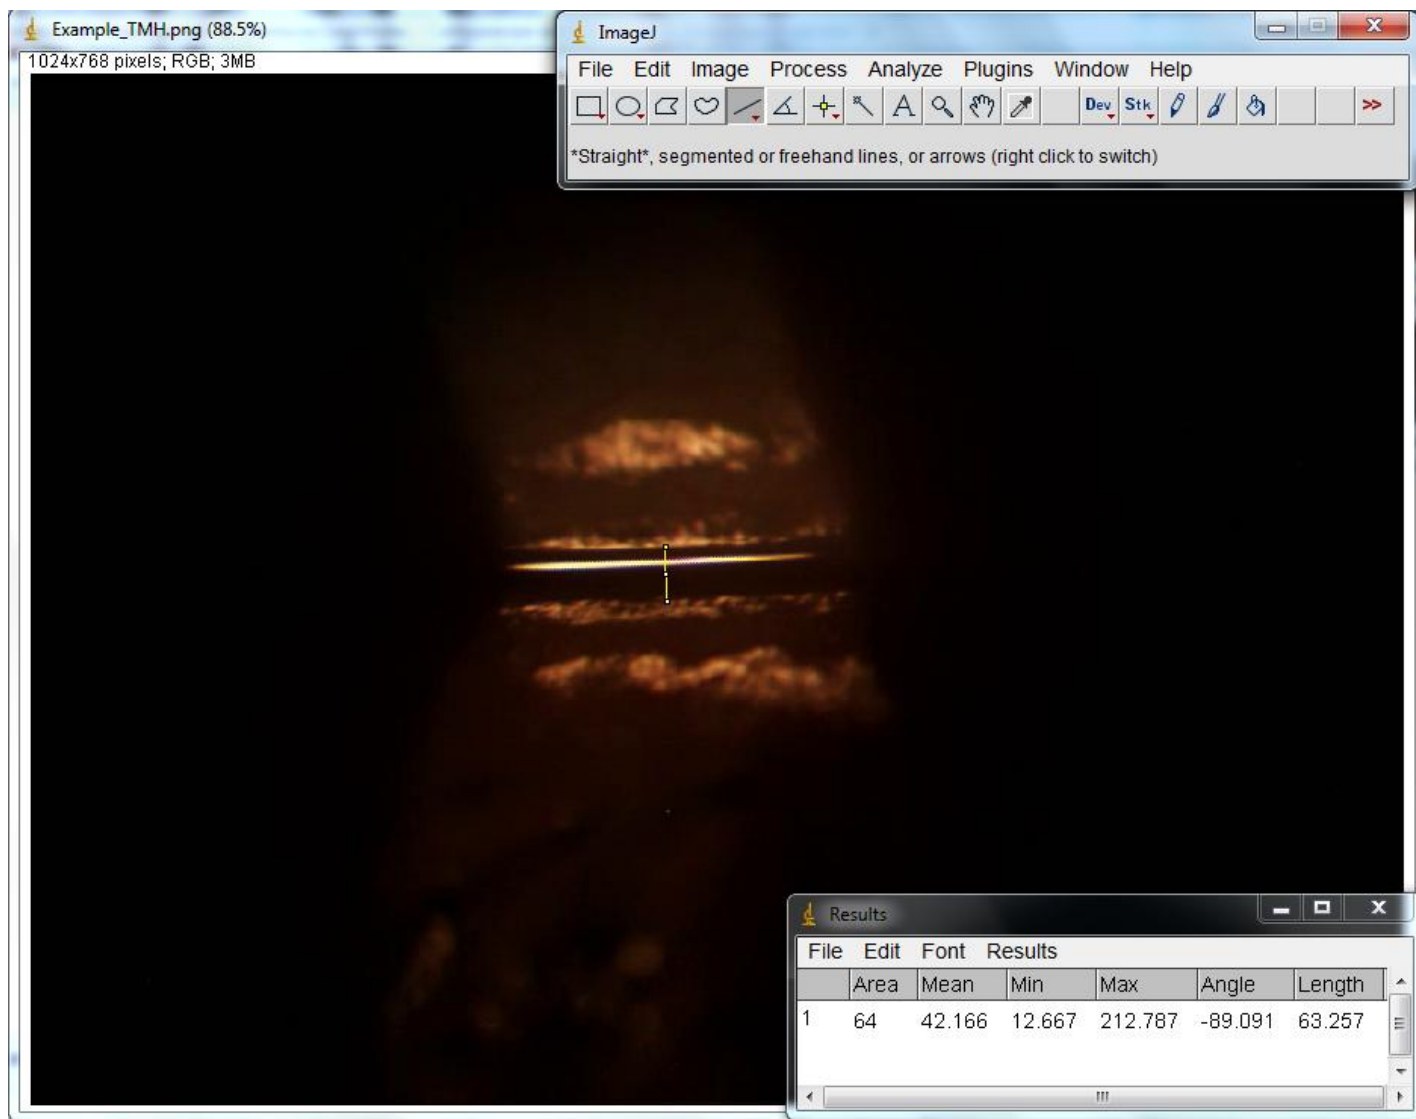 Example_TMH.png (88.5%)
1024x768 pixels; RGB; 3MB
ImageJ
File Edit Image Process Analyze Plugins Window Help
A Dev Stk >>
*Straight*, segmented or freehand lines, or arrows (right click to switch)
Results
File Edit Font Results
Area Mean Min Max Angle Length
1 64 42.166 12.667 212.787 -89.091 63.257